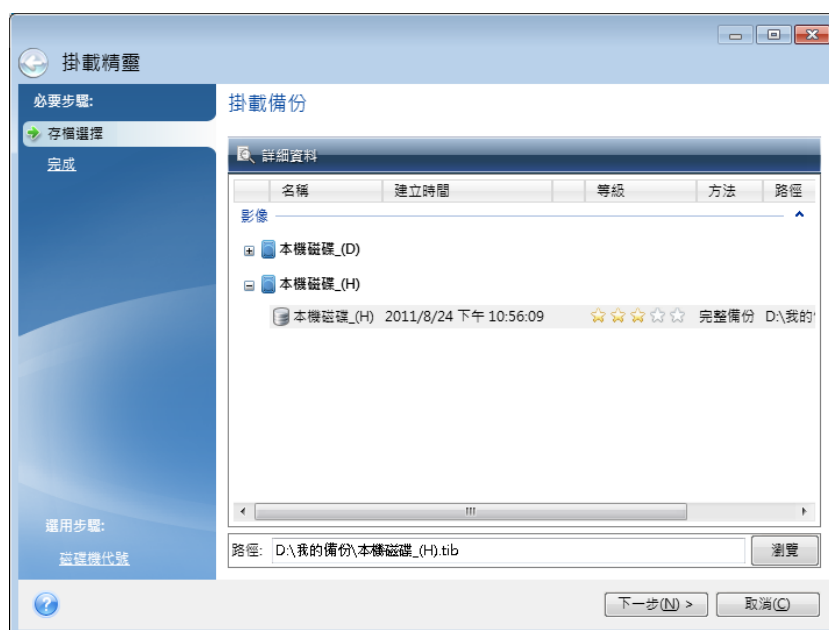 掛載精靈
必要步驟:
存檔選擇
完成
選用步驟:
磁碟機代號
掛載備份
詳細資料
名稱 建立時間 等級 方法 路徑
影像
本機磁碟_(D)
本機磁碟_(H)
本機磁碟_(H) 2011/8/24 下午 10:56:09 完整備份 D:\我的
路徑: D:\我的備份\本機磁碟_(H).tib 瀏覽
下一步(N) > 取消(C)